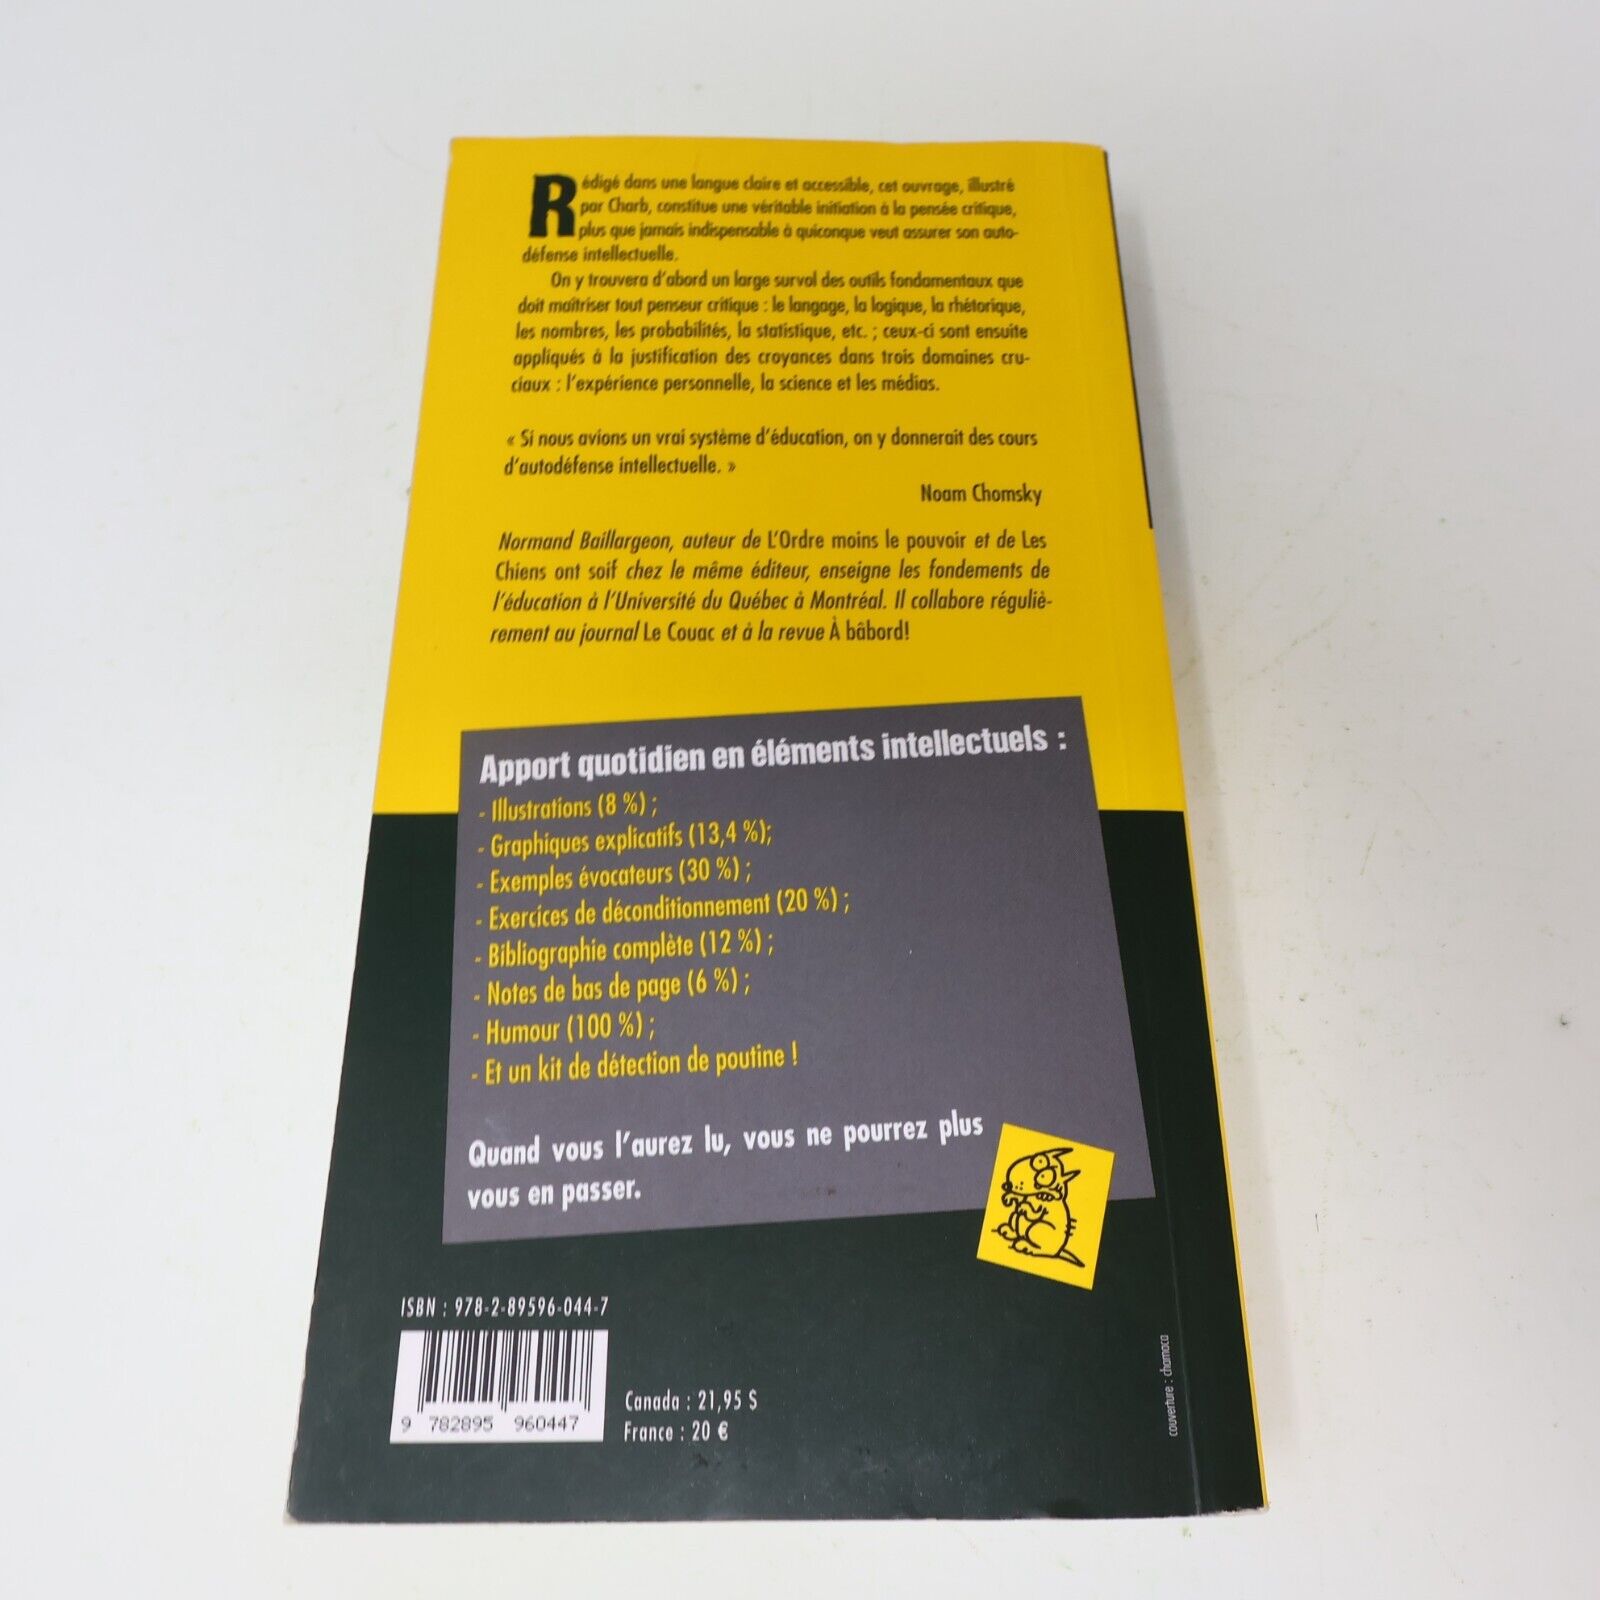 Rédigé dans une langue claire et accessible, cet ouvrage, illustré
par Charb, constitue une véritable initiation à la pensée critique,
plus que jamais indispensable à quiconque veut assurer son auto-
défense intellectuelle.
On y trouvera d'abord un large survol des outils fondamentaux que
doit maîtriser tout penseur critique : le langage, la logique, la rhétorique,
les nombres, les probabilités, la statistique, etc. ; ceux-ci sont ensuite
appliqués à la justification des croyances dans trois domaines cru-
ciaux : l'expérience personnelle, la science et les médias.
« Si nous avions un vrai système d'éducation, on y donnerait des cours
d'autodéfense intellectuelle. »
Noam Chomsky
Normand Baillargeon, auteur de L'Ordre moins le pouvoir et de Les
Chiens ont soif chez le même éditeur, enseigne les fondements de
l'éducation à l'Université du Québec à Montréal. Il collabore réguliè-
rement au journal Le Couac et à la revue À bâbord!
Apport quotidien en éléments intellectuels :
- Illustrations (8 %) ;
- Graphiques explicatifs (13,4 %);
- Exemples évocateurs (30 %) ;
- Exercices de déconditionnement (20 %) ;
- Bibliographie complète (12 %) ;
- Notes de bas de page (6 %) ;
- Humour (100 %) ;
- Et un kit de détection de poutine !
Quand vous l'aurez lu, vous ne pourrez plus
vous en passer.
ISBN : 978-2-89596-044-7
9 782895 960447
Canada : 21,95 $
France : 20 €
couverture : chamaca